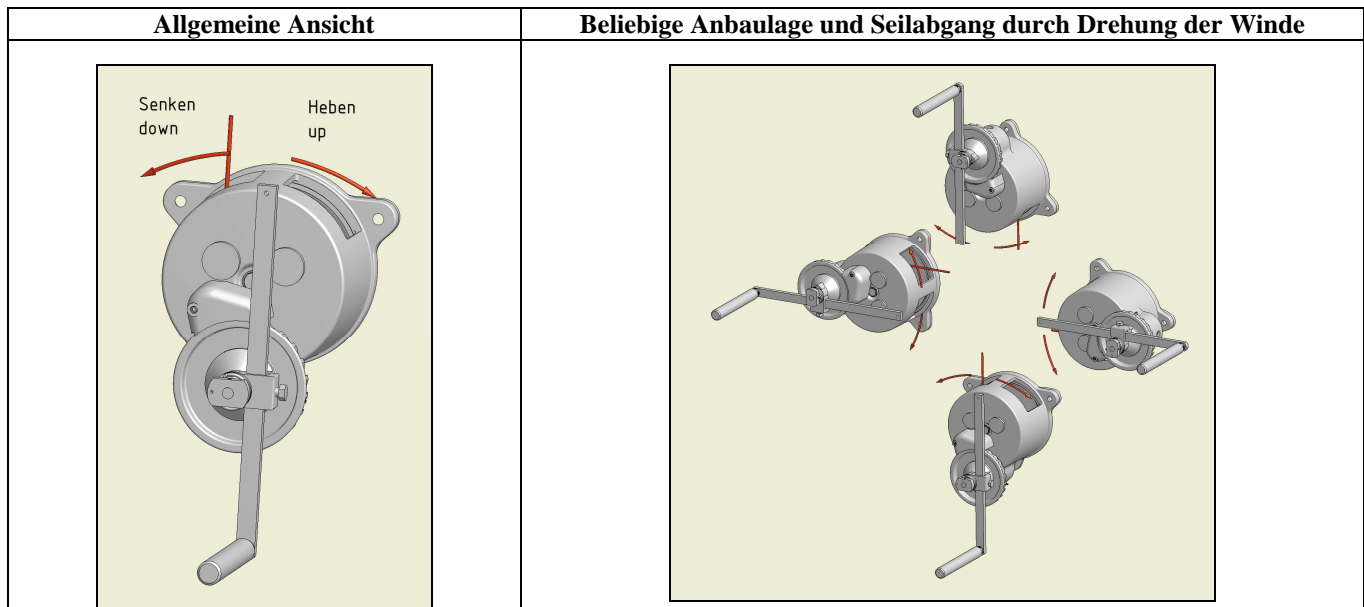 Allgemeine Ansicht
Beliebige Anbaulage und Seilabgang durch Drehung der Winde
Senken
down
Heben
up